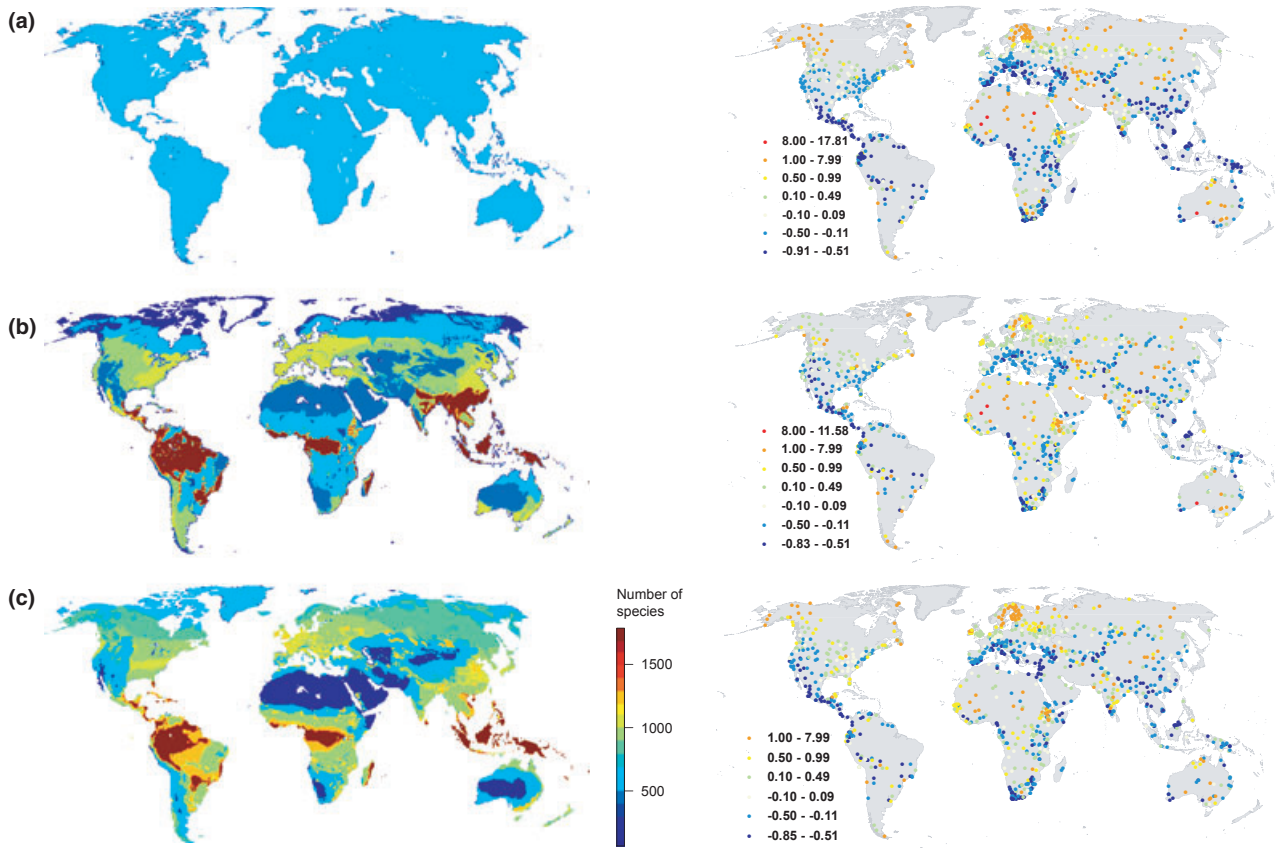 (a)
8.00 - 17.81
1.00 - 7.99
0.50 - 0.99
0.10 - 0.49
-0.10 - 0.09
-0.50 - -0.11
-0.91 - -0.51
(b)
8.00 - 11.58
1.00 - 7.99
0.50 - 0.99
0.10 - 0.49
-0.10 - 0.09
-0.50 - -0.11
-0.83 - -0.51
(c)
Number of
species
1500
1000
500
1.00 - 7.99
0.50 - 0.99
0.10 - 0.49
-0.10 - 0.09
-0.50 - -0.11
-0.85 - -0.51